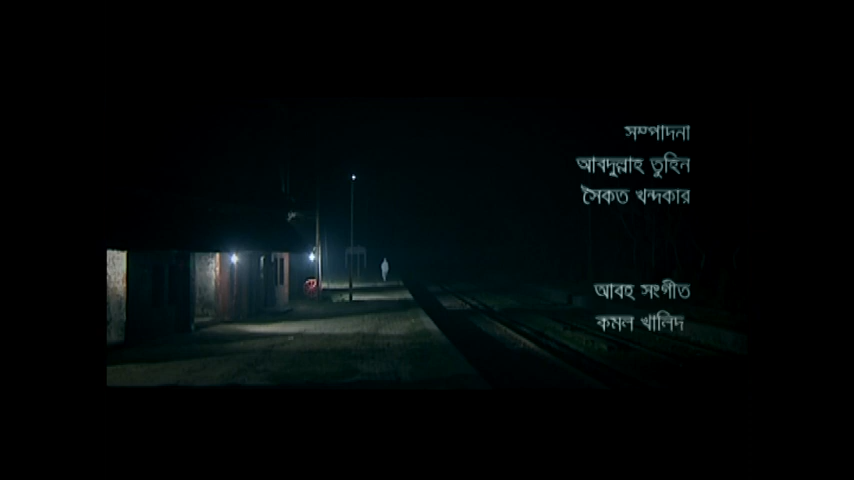 সম্পাদনা
আবদুল্লাহ তুহিন
সৈকত খন্দকার
আবহ সংগীত
কমল খালিদ